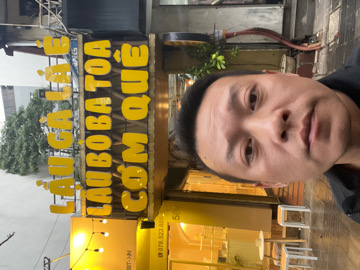 LẨU GÀ LÁ É
LẨU BÒ BA TOA
CƠM QUÊ